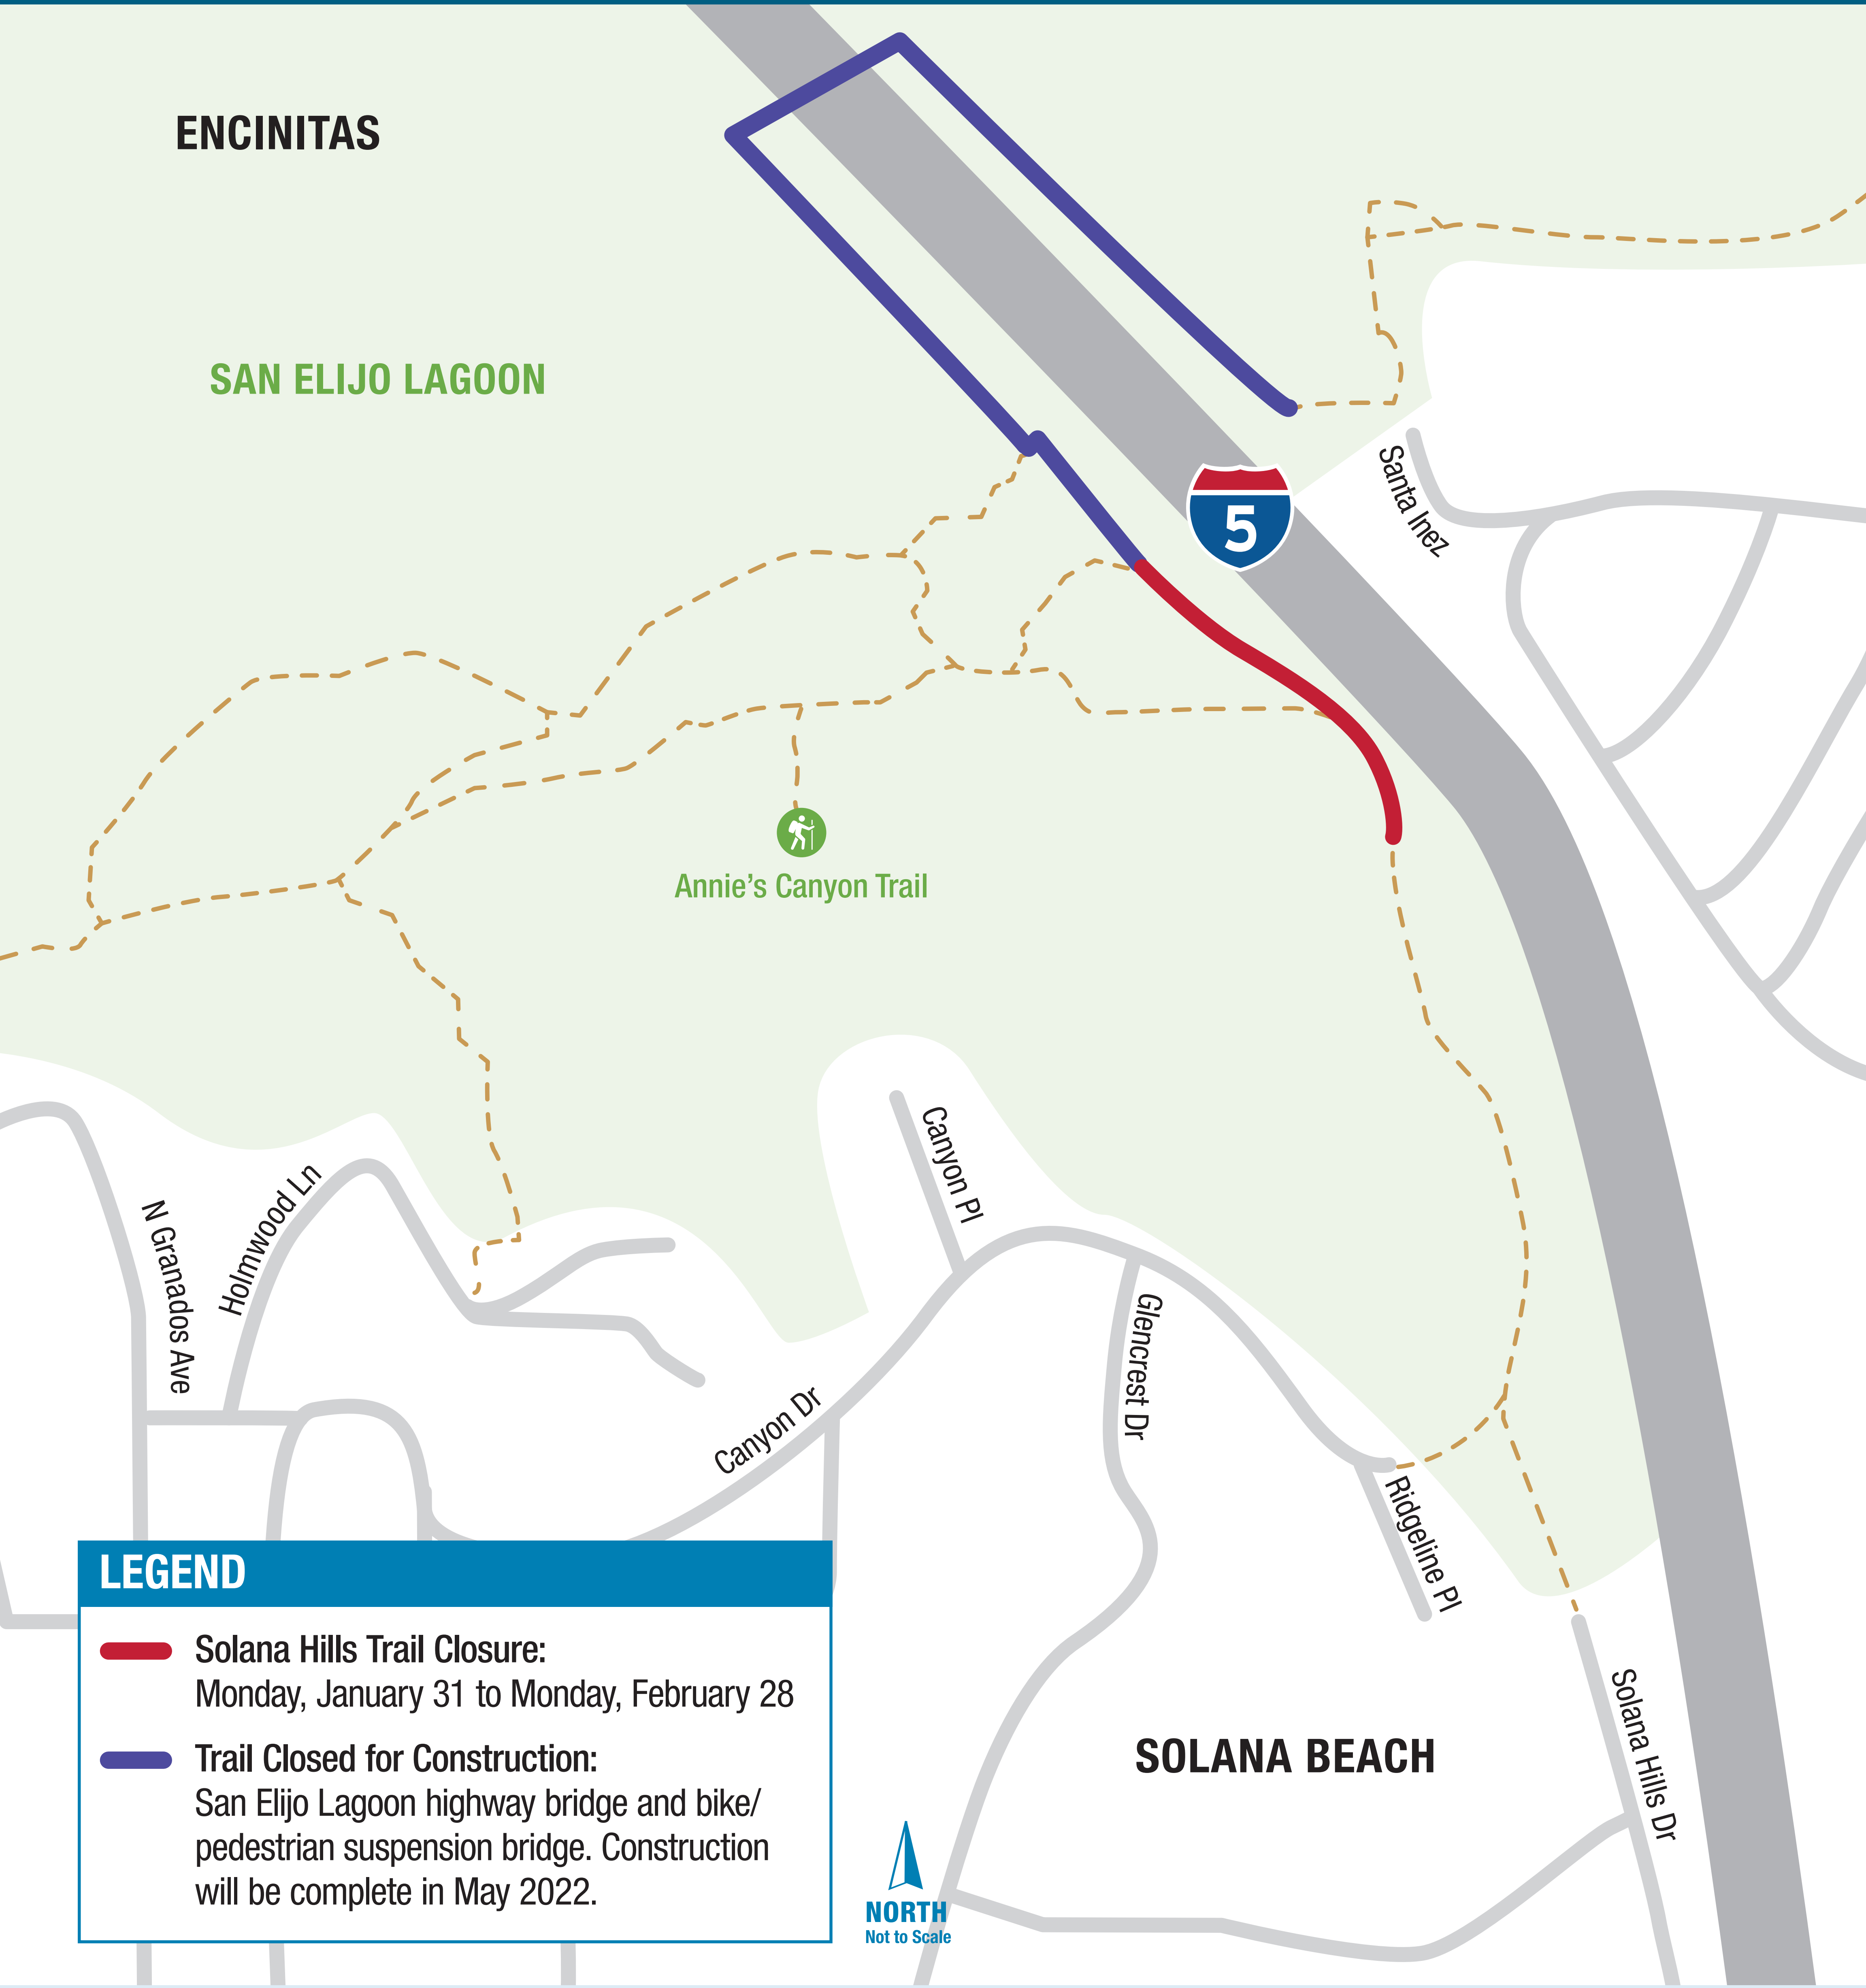 ENCINITAS
SAN ELIJO LAGOON
5
Santa Inez
Annie's Canyon Trail
Canyon Pl
Holmwood Ln
N Granados Ave
Glencrest Dr
Canyon Dr
Ridgeline Pl
Solana Hills Dr
SOLANA BEACH
LEGEND
Solana Hills Trail Closure:
Monday, January 31 to Monday, February 28
Trail Closed for Construction:
San Elijo Lagoon highway bridge and bike/
pedestrian suspension bridge. Construction
will be complete in May 2022.
NORTH
Not to Scale